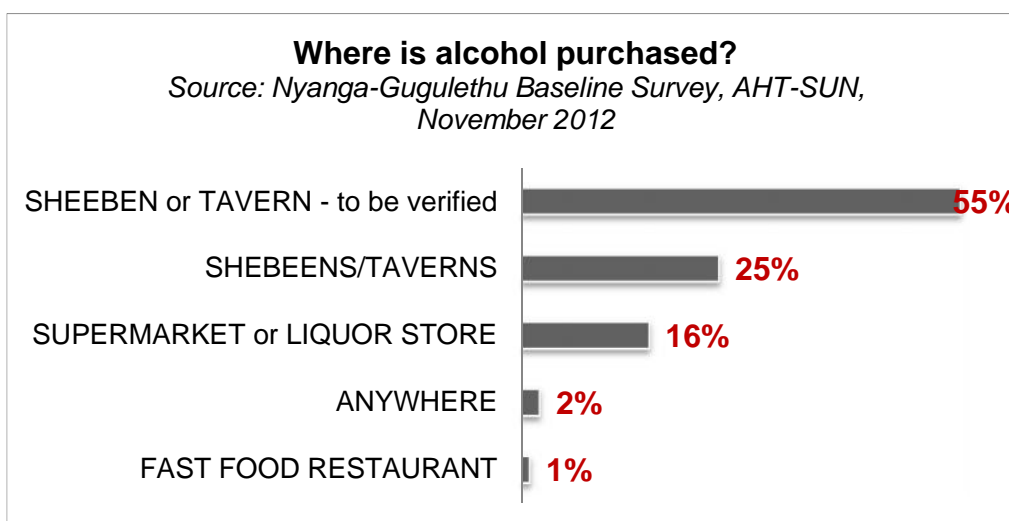 Where is alcohol purchased?
Source: Nyanga-Gugulethu Baseline Survey, AHT-SUN,
November 2012
SHEEBEN or TAVERN - to be verified 55%
SHEBEENS/TAVERNS 25%
SUPERMARKET or LIQUOR STORE 16%
ANYWHERE 2%
FAST FOOD RESTAURANT 1%